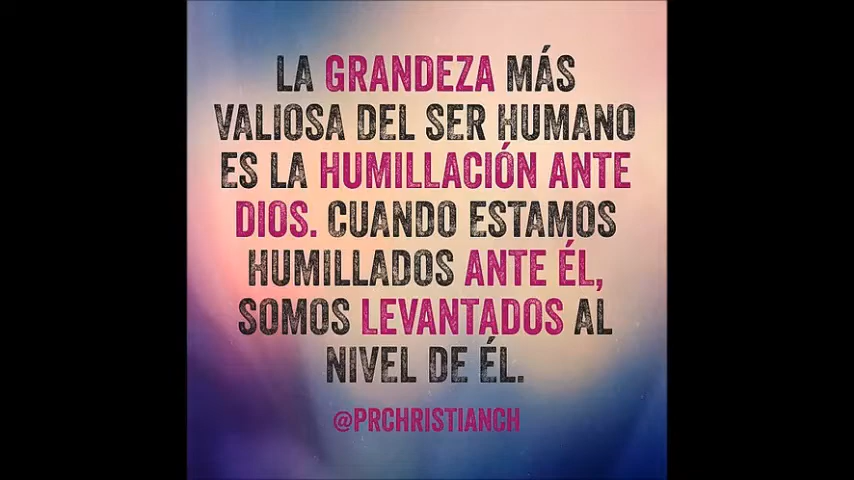 LA GRANDEZA MÁS
VALIOSA DEL SER HUMANO
ES LA HUMILLACIÓN ANTE
DIOS. CUANDO ESTAMOS
HUMILLADOS ANTE ÉL,
SOMOS LEVANTADOS AL
NIVEL DE ÉL.
@PRCHRISTIANCH